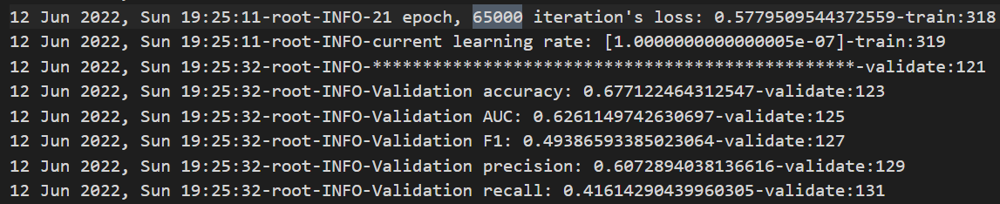 12 Jun 2022, Sun 19:25:11-root-INFO-21 epoch, 65000 iteration's loss: 0.5779509544372559-train:318
12 Jun 2022, Sun 19:25:11-root-INFO-current learning rate: [1.0000000000000005e-07]-train:319
12 Jun 2022, Sun 19:25:32-root-INFO-************************************************-validate:121
12 Jun 2022, Sun 19:25:32-root-INFO-Validation accuracy: 0.677122464312547-validate:123
12 Jun 2022, Sun 19:25:32-root-INFO-Validation AUC: 0.6261149742630697-validate:125
12 Jun 2022, Sun 19:25:32-root-INFO-Validation F1: 0.49386593385023064-validate:127
12 Jun 2022, Sun 19:25:32-root-INFO-Validation precision: 0.6072894038136616-validate:129
12 Jun 2022, Sun 19:25:32-root-INFO-Validation recall: 0.41614290439960305-validate:131